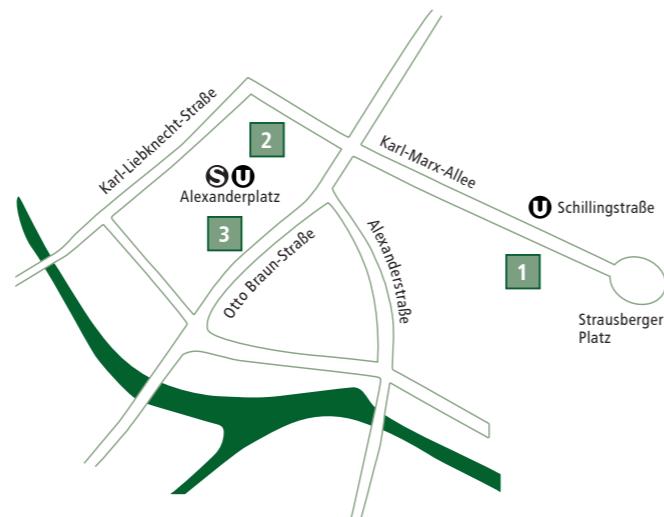 Karl-Liebknecht-Straße
2
Karl-Marx-Allee
S U
Alexanderplatz
U Schillingstraße
3
Otto Braun-Straße
Alexanderstraße
1
Strausberger
Platz